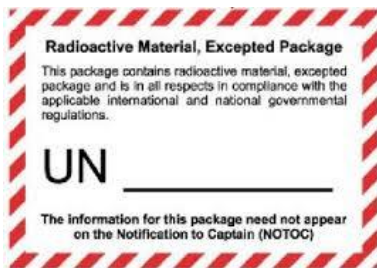 Radioactive Material, Excepted Package
This package contains radioactive material, excepted
package and is in all respects in compliance with the
applicable international and national governmental
regulations.
UN
The information for this package need not appear
on the Notification to Captain (NOTOC)